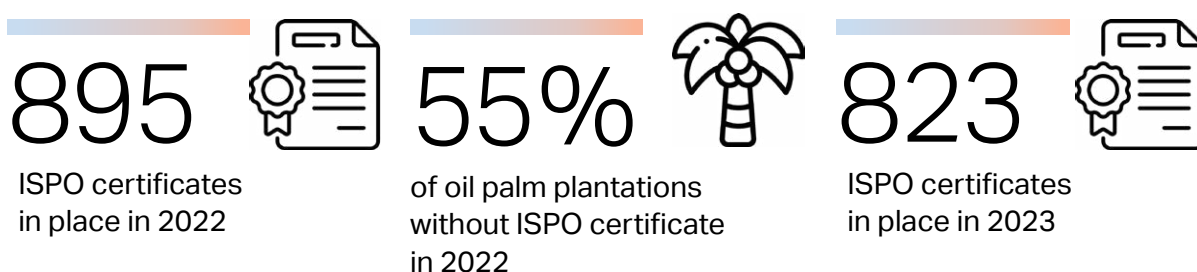 895
ISPO certificates
in place in 2022
55%
of oil palm plantations
without ISPO certificate
in 2022
823
ISPO certificates
in place in 2023